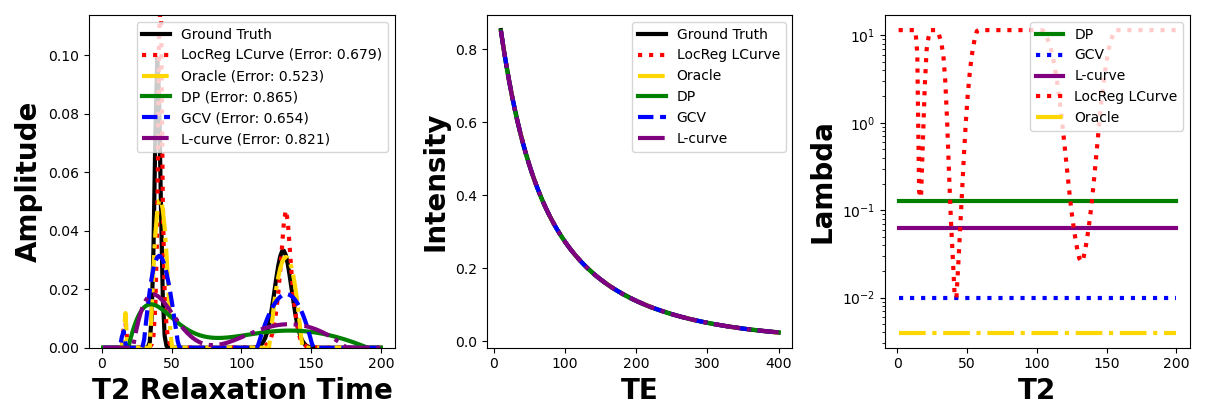 Amplitude
0.00
0.02
0.04
0.06
0.08
0.10
0
50
100
150
200
T2 Relaxation Time
Ground Truth
LocReg LCurve (Error: 0.679)
Oracle (Error: 0.523)
DP (Error: 0.865)
GCV (Error: 0.654)
L-curve (Error: 0.821)
Intensity
0.0
0.2
0.4
0.6
0.8
0
100
200
300
400
TE
Ground Truth
LocReg LCurve
Oracle
DP
GCV
L-curve
Lambda
10⁻²
10⁻¹
10⁰
10¹
0
50
100
150
200
T2
DP
GCV
L-curve
LocReg LCurve
Oracle